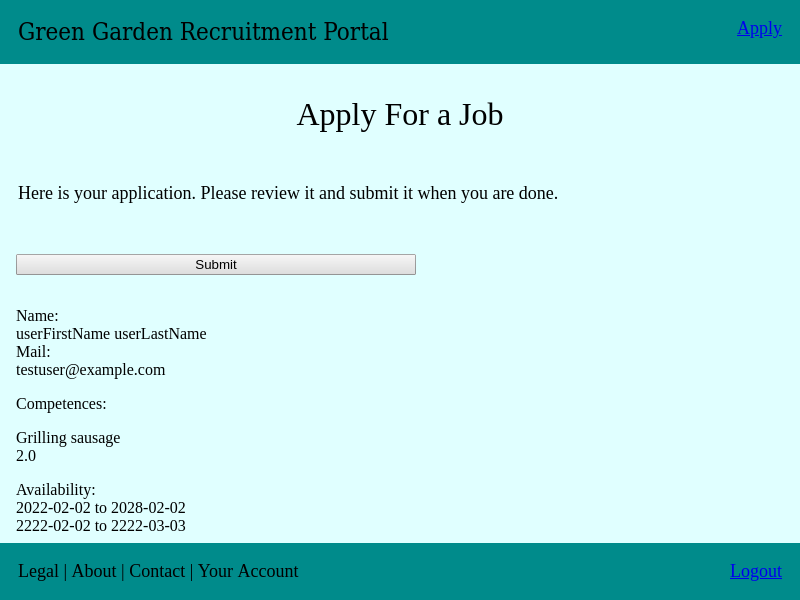 Green Garden Recruitment Portal
Apply
Apply For a Job
Here is your application. Please review it and submit it when you are done.
Submit
Name:
userFirstName userLastName
Mail:
testuser@example.com
Competences:
Grilling sausage
2.0
Availability:
2022-02-02 to 2028-02-02
2222-02-02 to 2222-03-03
Legal | About | Contact | Your Account
Logout